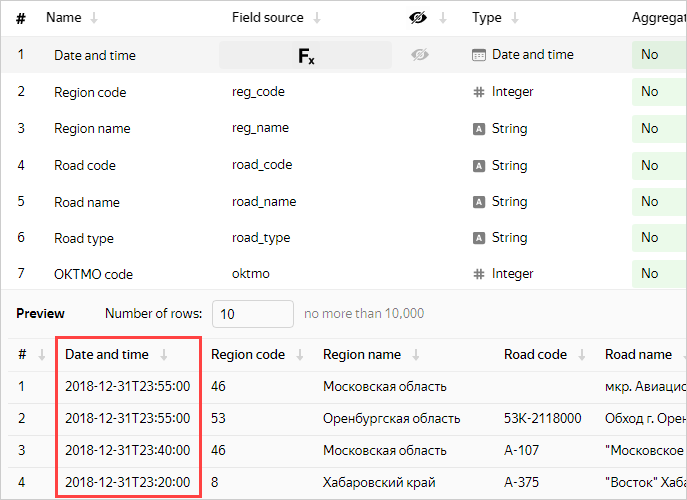 # Name Field source Type Aggregat
1 Date and time Fx Date and time No
2 Region code reg_code # Integer No
3 Region name reg_name A String No
4 Road code road_code A String No
5 Road name road_name A String No
6 Road type road_type A String No
7 OKTMO code oktmo # Integer No
Preview Number of rows: 10 no more than 10,000
# Date and time Region code Region name Road code Road name
1 2018-12-31T23:55:00 46 Московская область мкр. Авиацио
2 2018-12-31T23:55:00 53 Оренбургская область 53К-2118000 Обход г. Орен
3 2018-12-31T23:40:00 46 Московская область А-107 "Московское
4 2018-12-31T23:20:00 8 Хабаровский край А-375 "Восток" Хаба